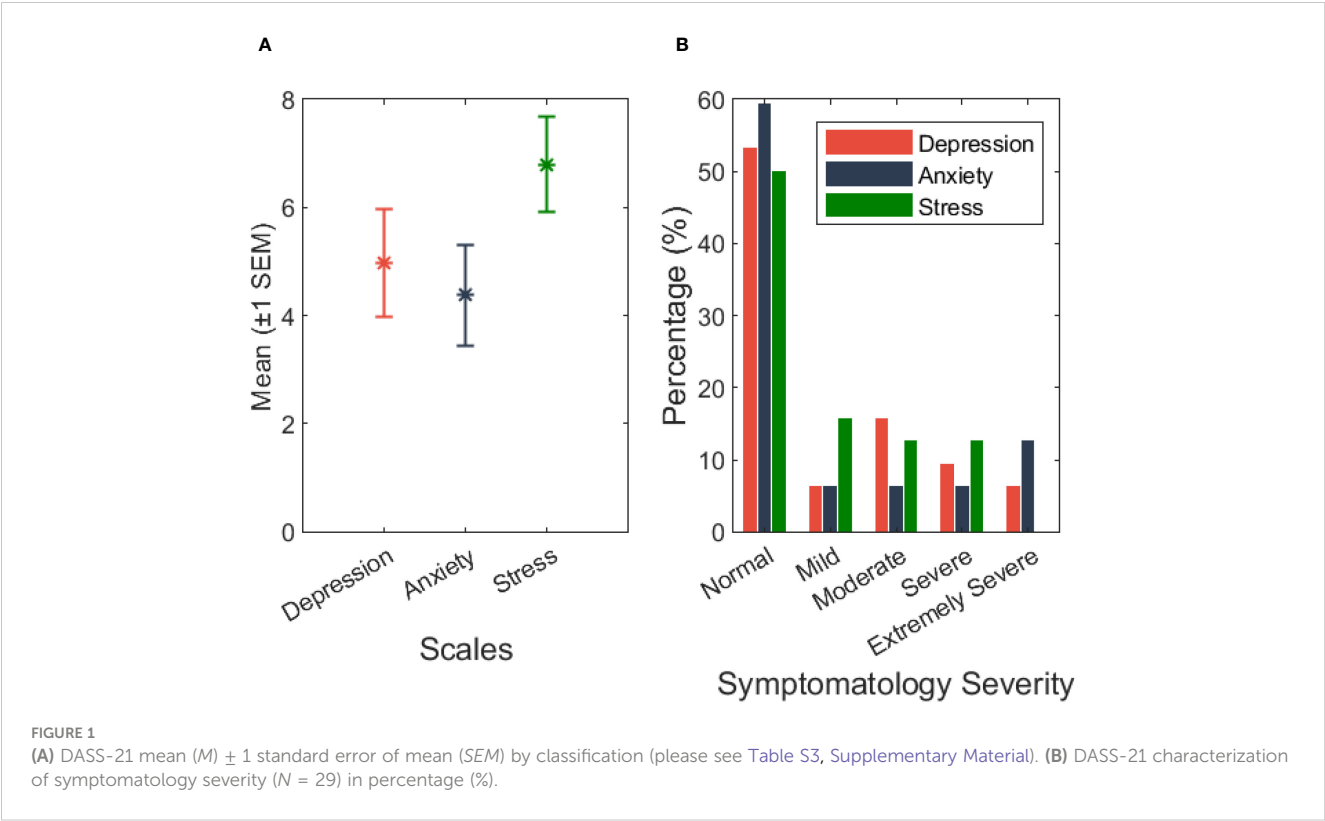 A
B
8
6
4
2
0
Mean (±1 SEM)
Depression
Anxiety
Stress
Scales
60
50
40
30
20
10
0
Percentage (%)
Depression
Anxiety
Stress
Normal
Mild
Moderate
Severe
Extremely Severe
Symptomatology Severity
FIGURE 1
(A) DASS-21 mean (M) ± 1 standard error of mean (SEM) by classification (please see Table S3, Supplementary Material). (B) DASS-21 characterization
of symptomatology severity (N = 29) in percentage (%).